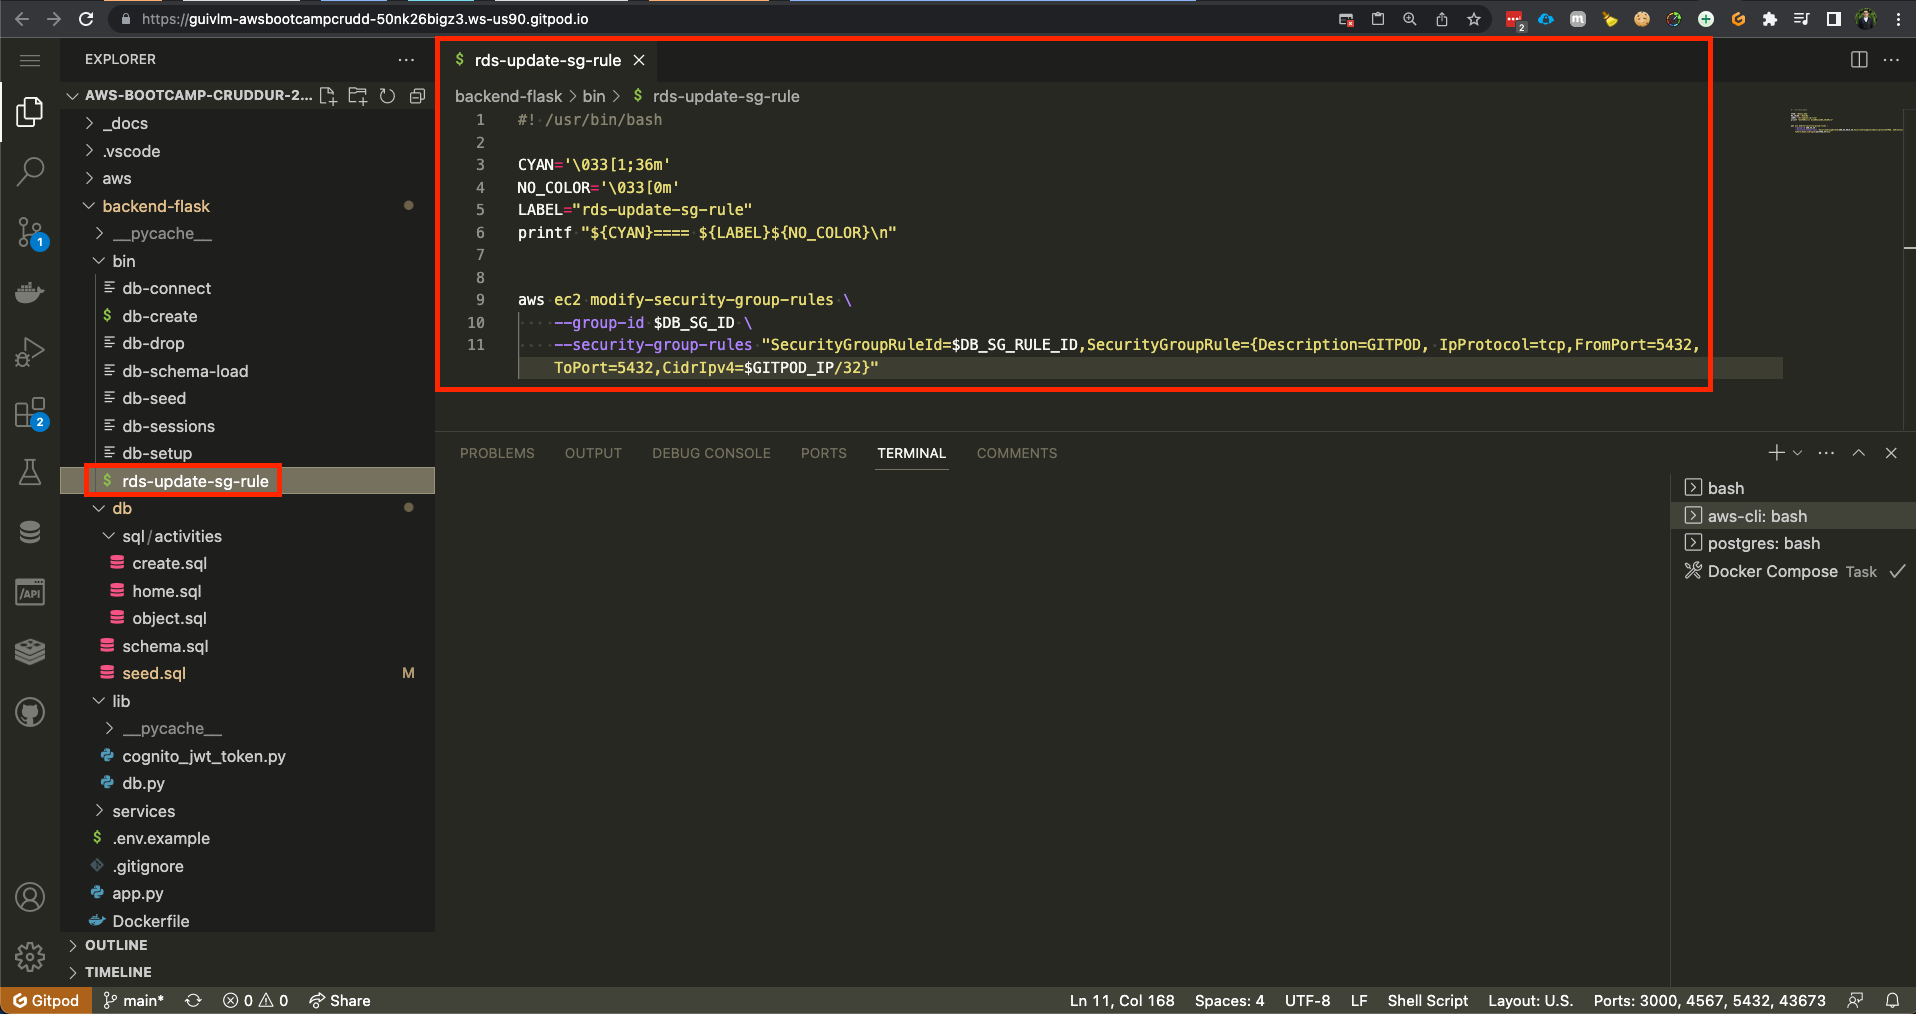 https://guivlm-awsbootcampcrudd-50nk26bigz3.ws-us90.gitpod.io
2
EXPLORER
AWS-BOOTCAMP-CRUDDUR-2...
_docs
.vscode
aws
backend-flask
__pycache__
bin
db-connect
$ db-create
db-drop
db-schema-load
db-seed
db-sessions
db-setup
$ rds-update-sg-rule
db
sql/activities
create.sql
home.sql
object.sql
schema.sql
seed.sql M
lib
__pycache__
cognito_jwt_token.py
db.py
services
$ .env.example
.gitignore
app.py
Dockerfile
OUTLINE
TIMELINE
1
2
/API
$ rds-update-sg-rule
backend-flask > bin > $ rds-update-sg-rule
1 #! /usr/bin/bash
2
3 CYAN='\033[1;36m'
4 NO_COLOR='\033[0m'
5 LABEL="rds-update-sg-rule"
6 printf "${CYAN}==== ${LABEL}${NO_COLOR}\n"
7
8
9 aws ec2 modify-security-group-rules \
10     --group-id $DB_SG_ID \
11     --security-group-rules "SecurityGroupRuleId=$DB_SG_RULE_ID,SecurityGroupRule={Description=GITPOD, IpProtocol=tcp,FromPort=5432,
ToPort=5432,CidrIpv4=$GITPOD_IP/32}"
PROBLEMS OUTPUT DEBUG CONSOLE PORTS TERMINAL COMMENTS
bash
aws-cli: bash
postgres: bash
Docker Compose Task
Gitpod main* 0 0 Share Ln 11, Col 168 Spaces: 4 UTF-8 LF Shell Script Layout: U.S. Ports: 3000, 4567, 5432, 43673